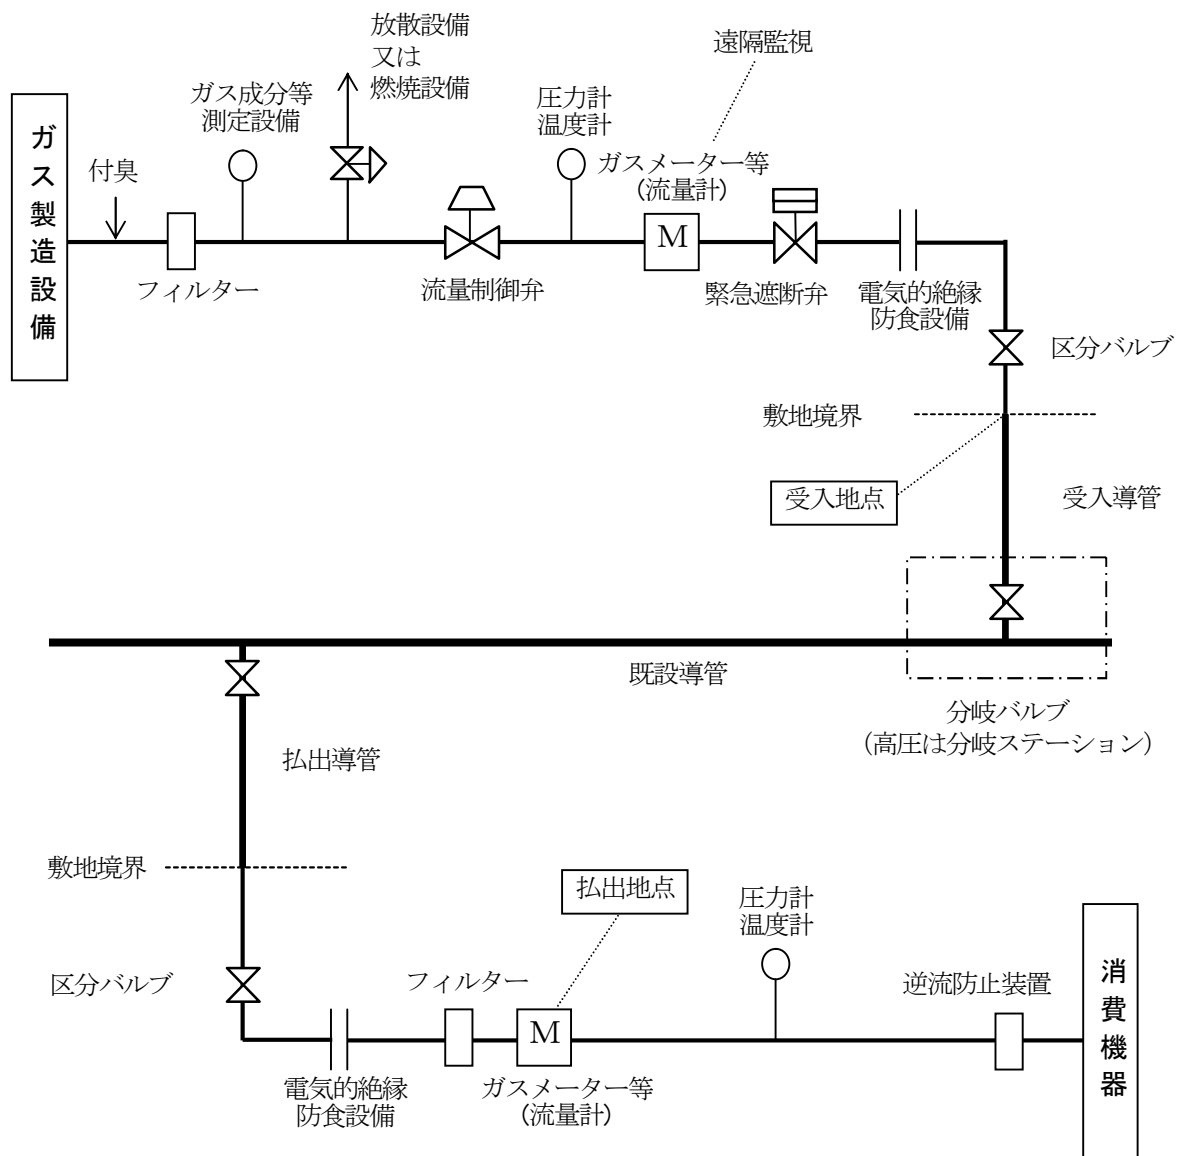 放散設備
又は
燃焼設備
遠隔監視
ガス成分等
測定設備
圧力計
温度計
ガス製造設備
付臭
ガスメーター等
(流量計)
M
フィルター
流量制御弁
緊急遮断弁
電気的絶縁
防食設備
区分バルブ
敷地境界
受入地点
受入導管
既設導管
分岐バルブ
（高圧は分岐ステーション）
払出導管
敷地境界
払出地点
圧力計
温度計
区分バルブ
フィルター
逆流防止装置
消費機器
M
電気的絶縁
防食設備
ガスメーター等
(流量計)